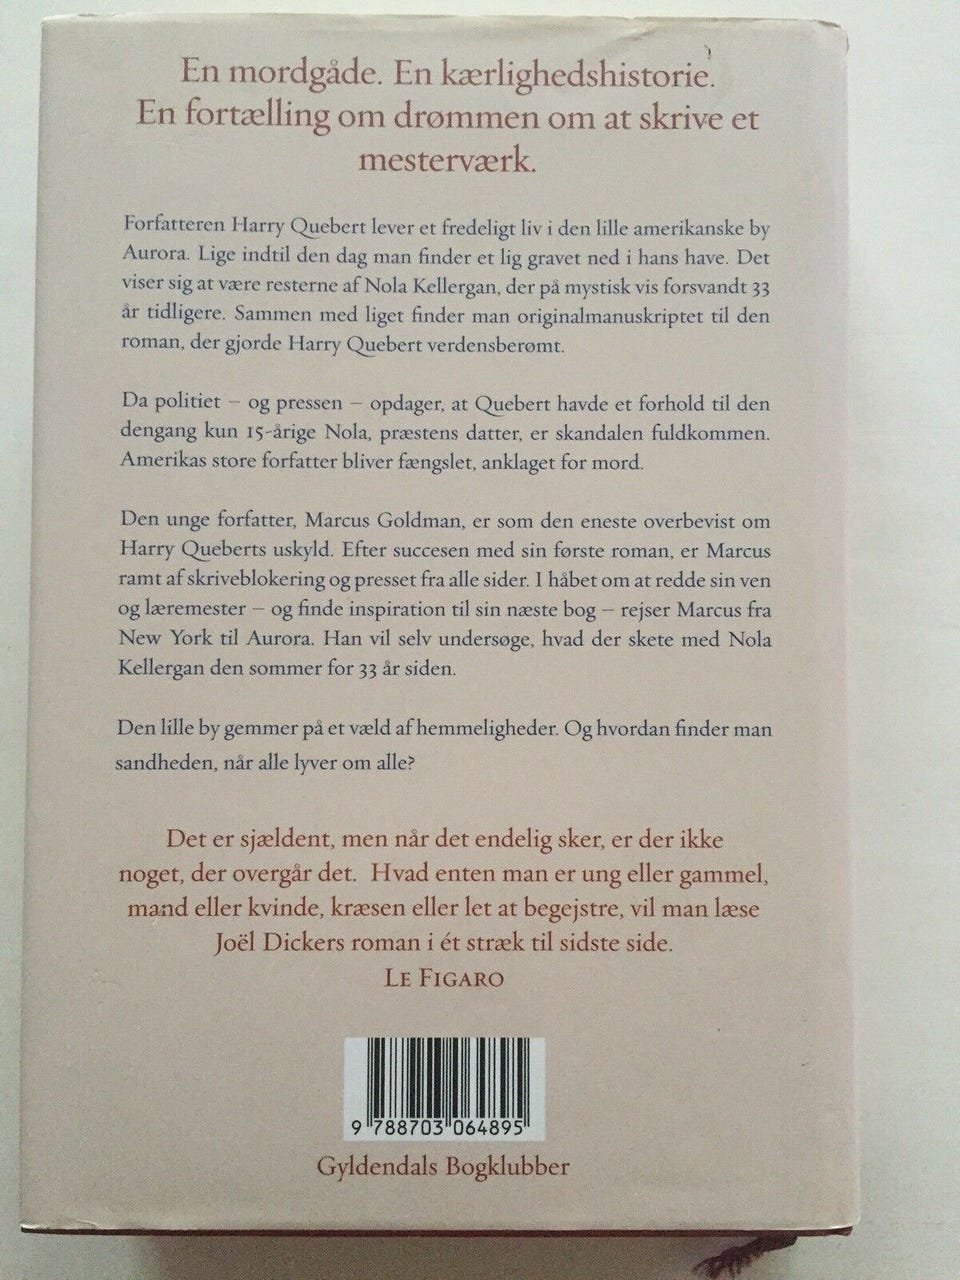 En mordgåde. En kærlighedshistorie.
En fortælling om drømmen om at skrive et
mesterværk.
Forfatteren Harry Quebert lever et fredeligt liv i den lille amerikanske by
Aurora. Lige indtil den dag man finder et lig gravet ned i hans have. Det
viser sig at være resterne af Nola Kellergan, der på mystisk vis forsvandt 33
år tidligere. Sammen med liget finder man originalmanuskriptet til den
roman, der gjorde Harry Quebert verdensberømt.
Da politiet – og pressen – opdager, at Quebert havde et forhold til den
dengang kun 15-årige Nola, præstens datter, er skandalen fuldkommen.
Amerikas store forfatter bliver fængslet, anklaget for mord.
Den unge forfatter, Marcus Goldman, er som den eneste overbevist om
Harry Queberts uskyld. Efter succesen med sin første roman, er Marcus
ramt af skriveblokering og presset fra alle sider. I håbet om at redde sin ven
og læremester – og finde inspiration til sin næste bog – rejser Marcus fra
New York til Aurora. Han vil selv undersøge, hvad der skete med Nola
Kellergan den sommer for 33 år siden.
Den lille by gemmer på et væld af hemmeligheder. Og hvordan finder man
sandheden, når alle lyver om alle?
Det er sjældent, men når det endelig sker, er der ikke
noget, der overgår det. Hvad enten man er ung eller gammel,
mand eller kvinde, kræsen eller let at begejstre, vil man læse
Joël Dickers roman i ét stræk til sidste side.
LE FIGARO
9 788703 064895
Gyldendals Bogklubber